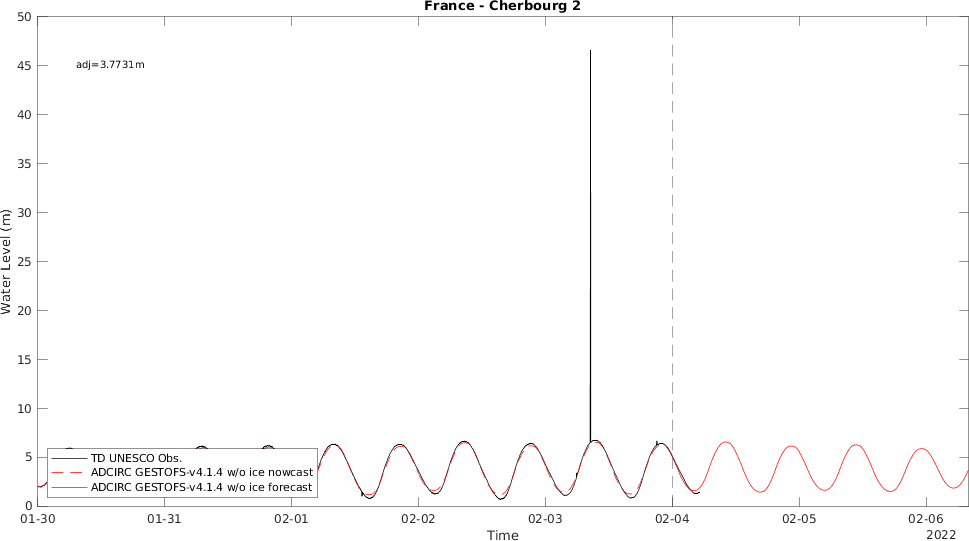 France - Cherbourg 2
50
45
40
35
30
25
20
15
10
5
0
adj=3.7731m
Water Level (m)
TD UNESCO Obs.
ADCIRC GESTOFS-v4.1.4 w/o ice nowcast
ADCIRC GESTOFS-v4.1.4 w/o ice forecast
01-30 01-31 02-01 02-02 02-03 02-04 02-05 02-06
Time
2022